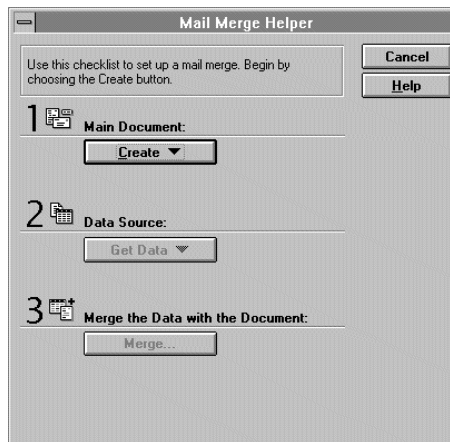 Mail Merge Helper
Use this checklist to set up a mail merge. Begin by
choosing the Create button.
Cancel
Help
1 Main Document:
Create
2 Data Source:
Get Data
3 Merge the Data with the Document:
Merge...